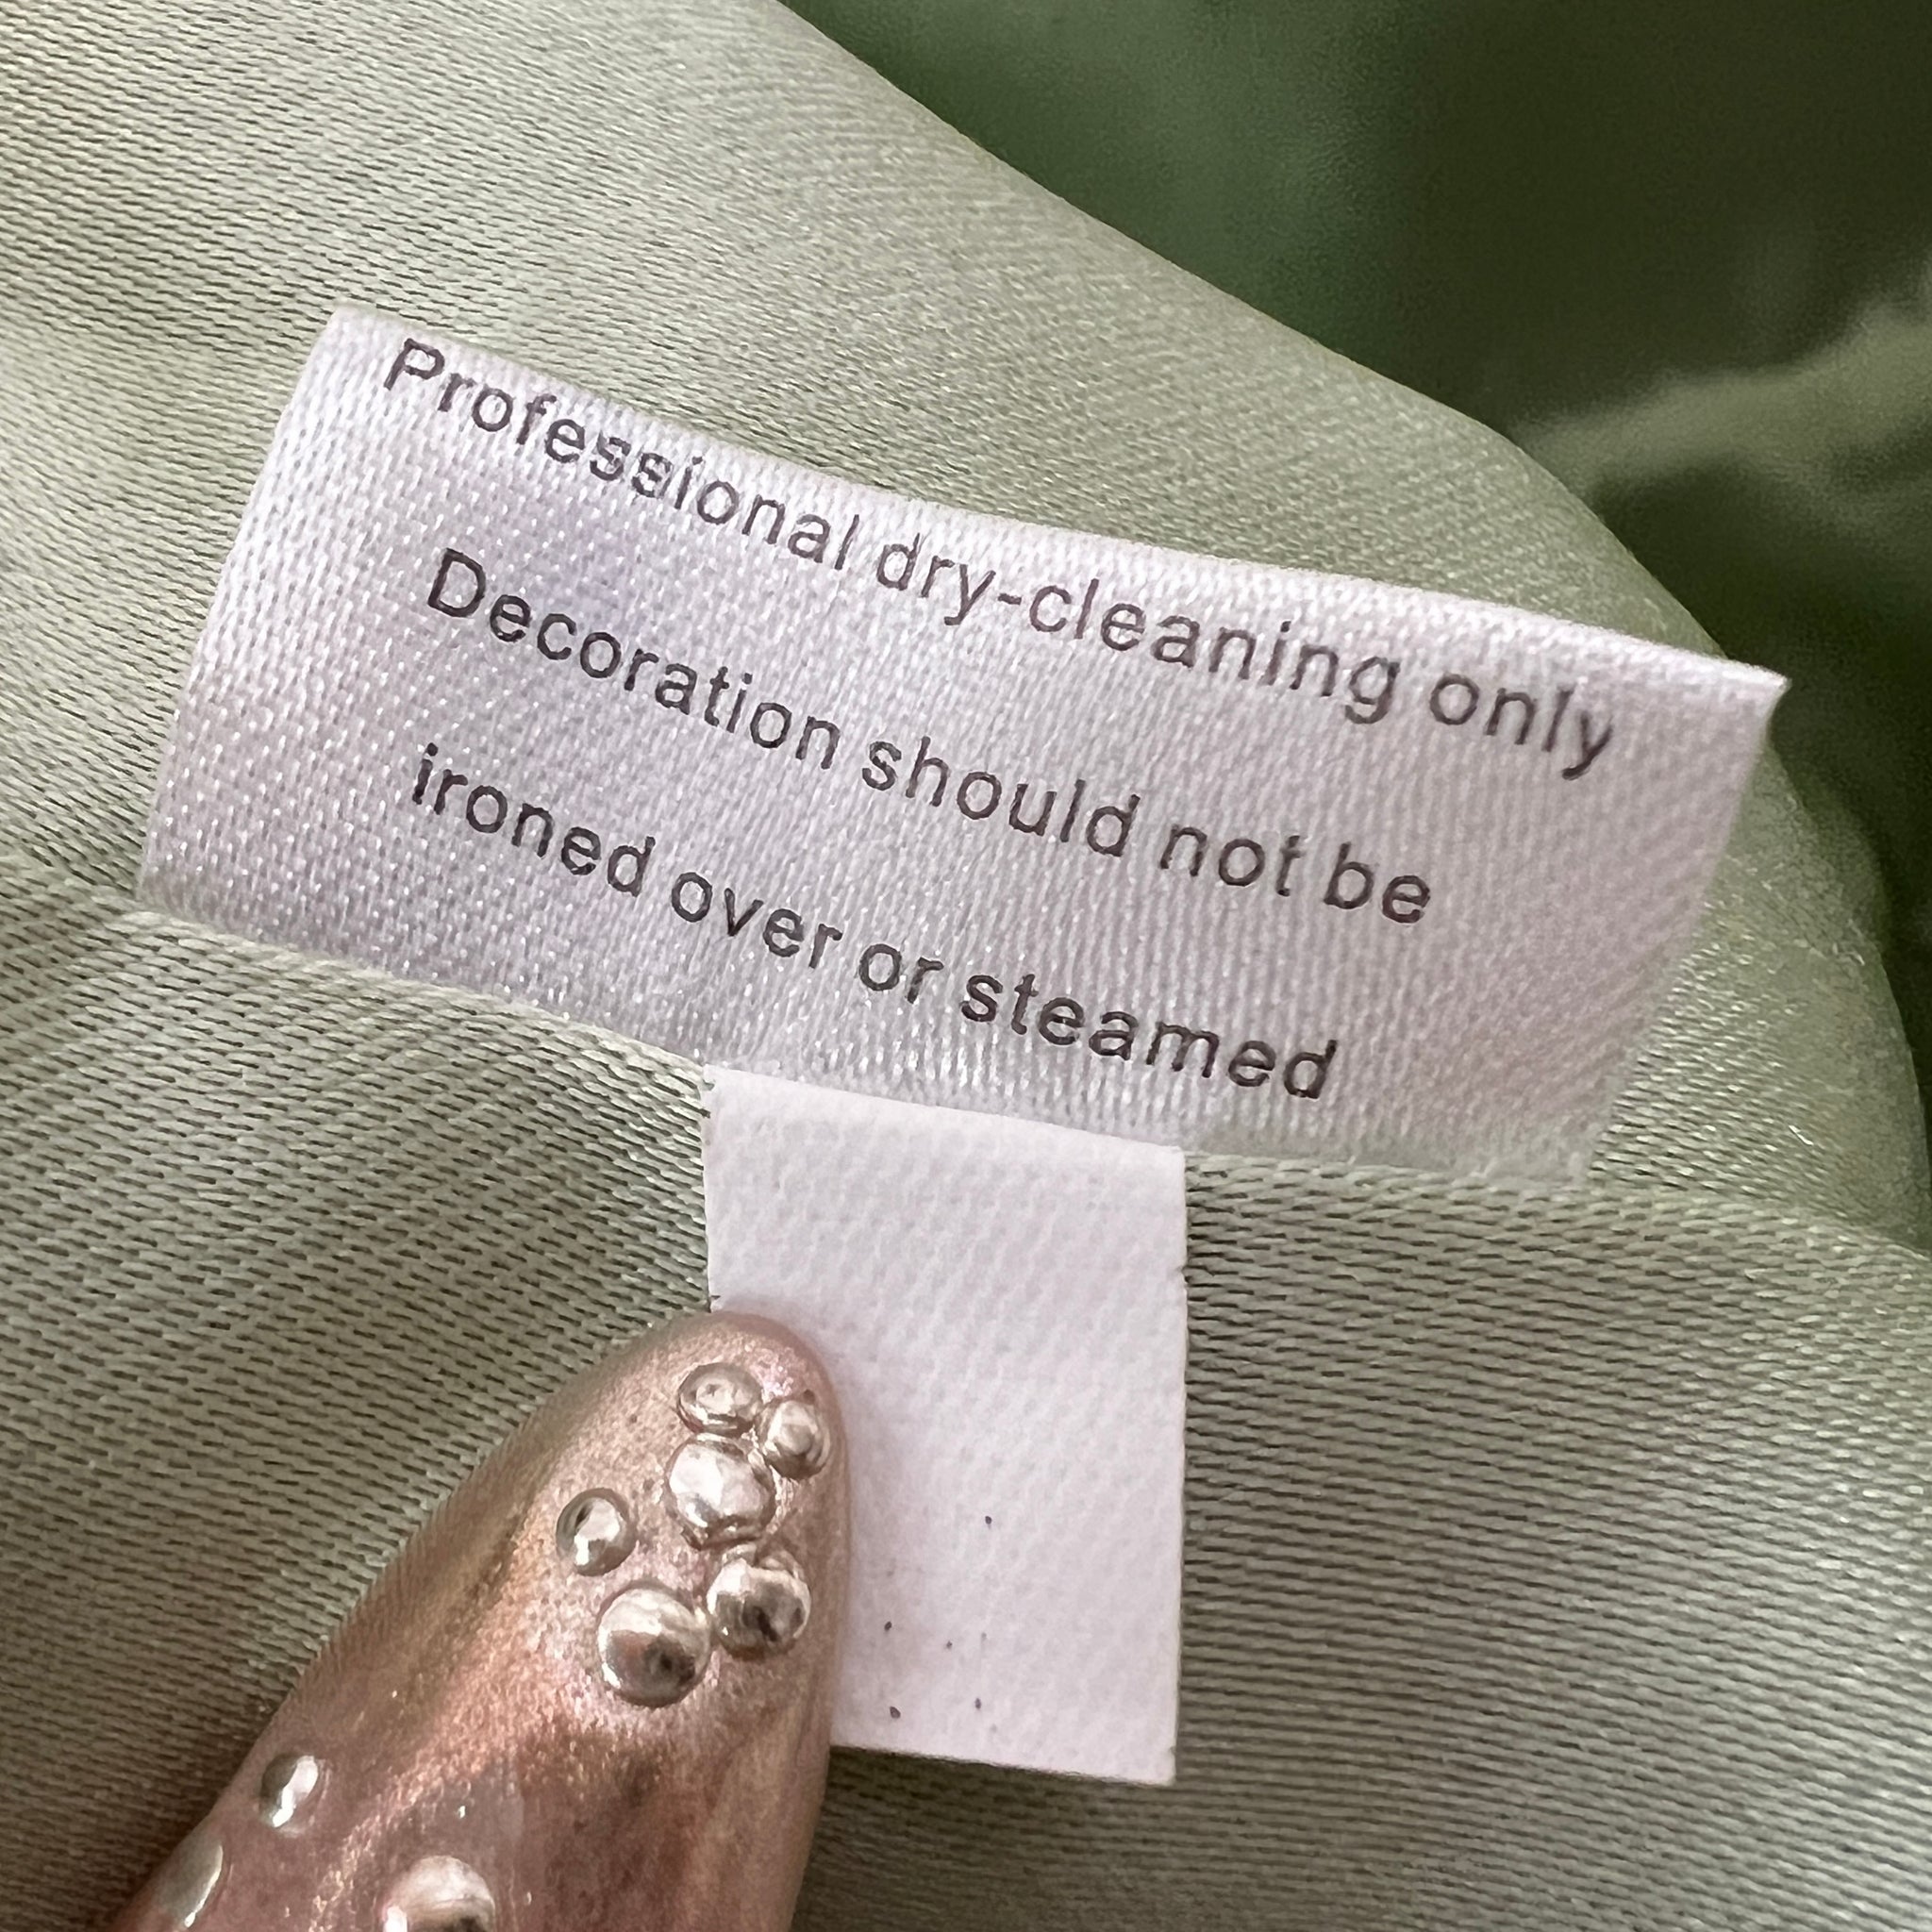 Professional dry-cleaning only
Decoration should not be
ironed over or steamed